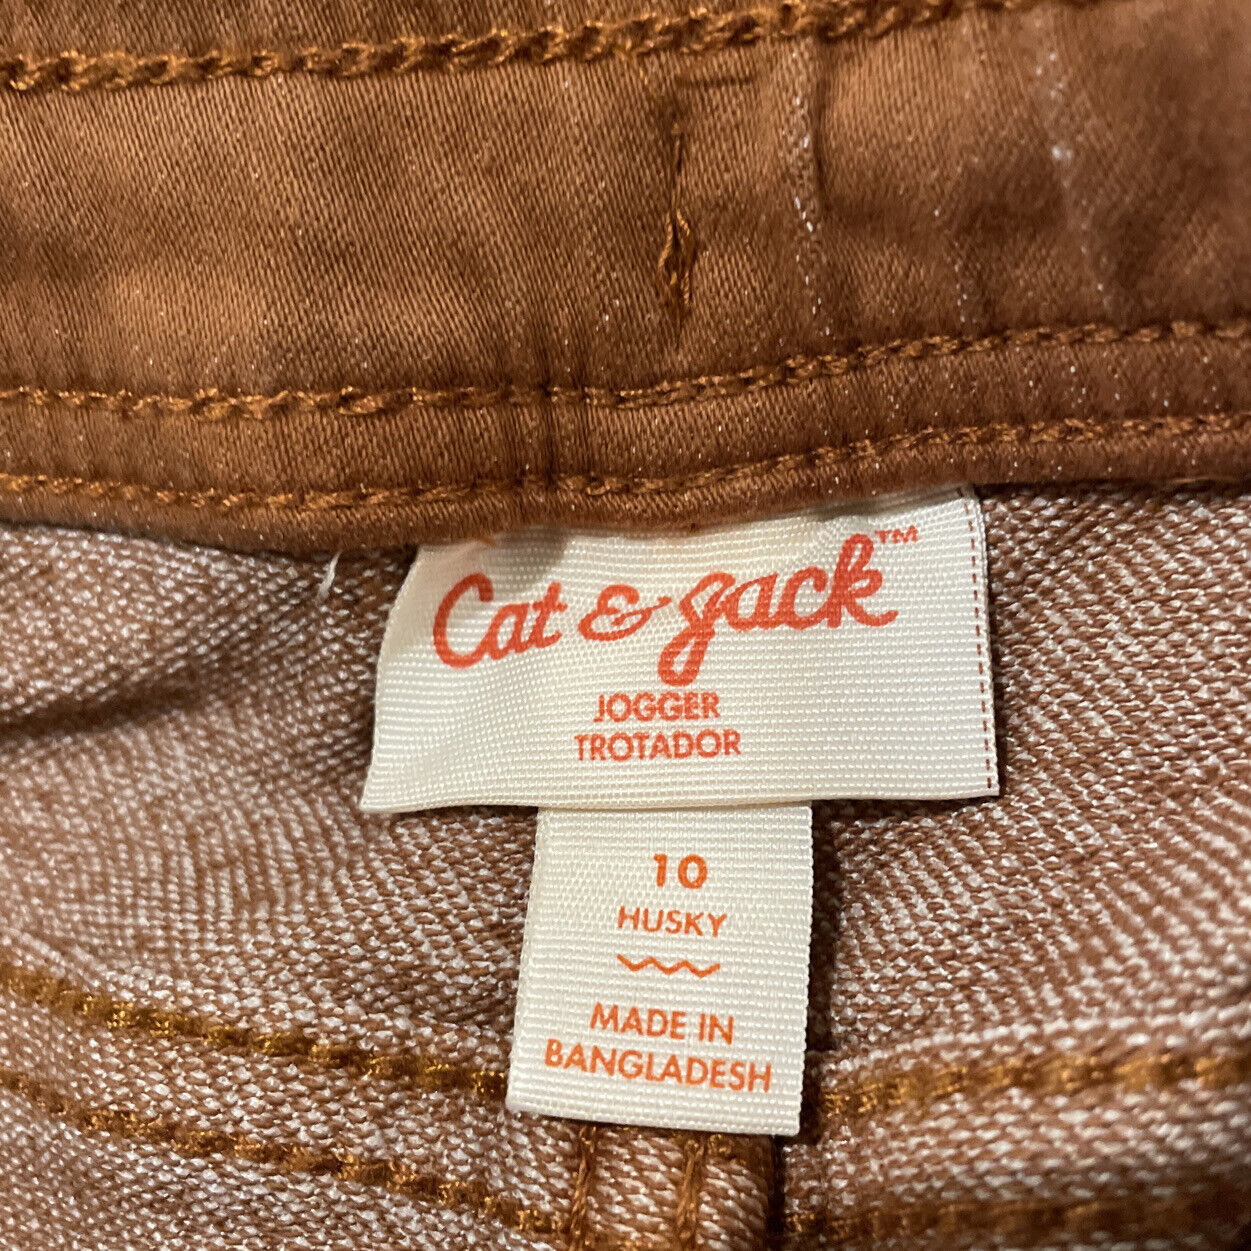 Cat & Jack™
JOGGER
TROTADOR
10
HUSKY
MADE IN
BANGLADESH